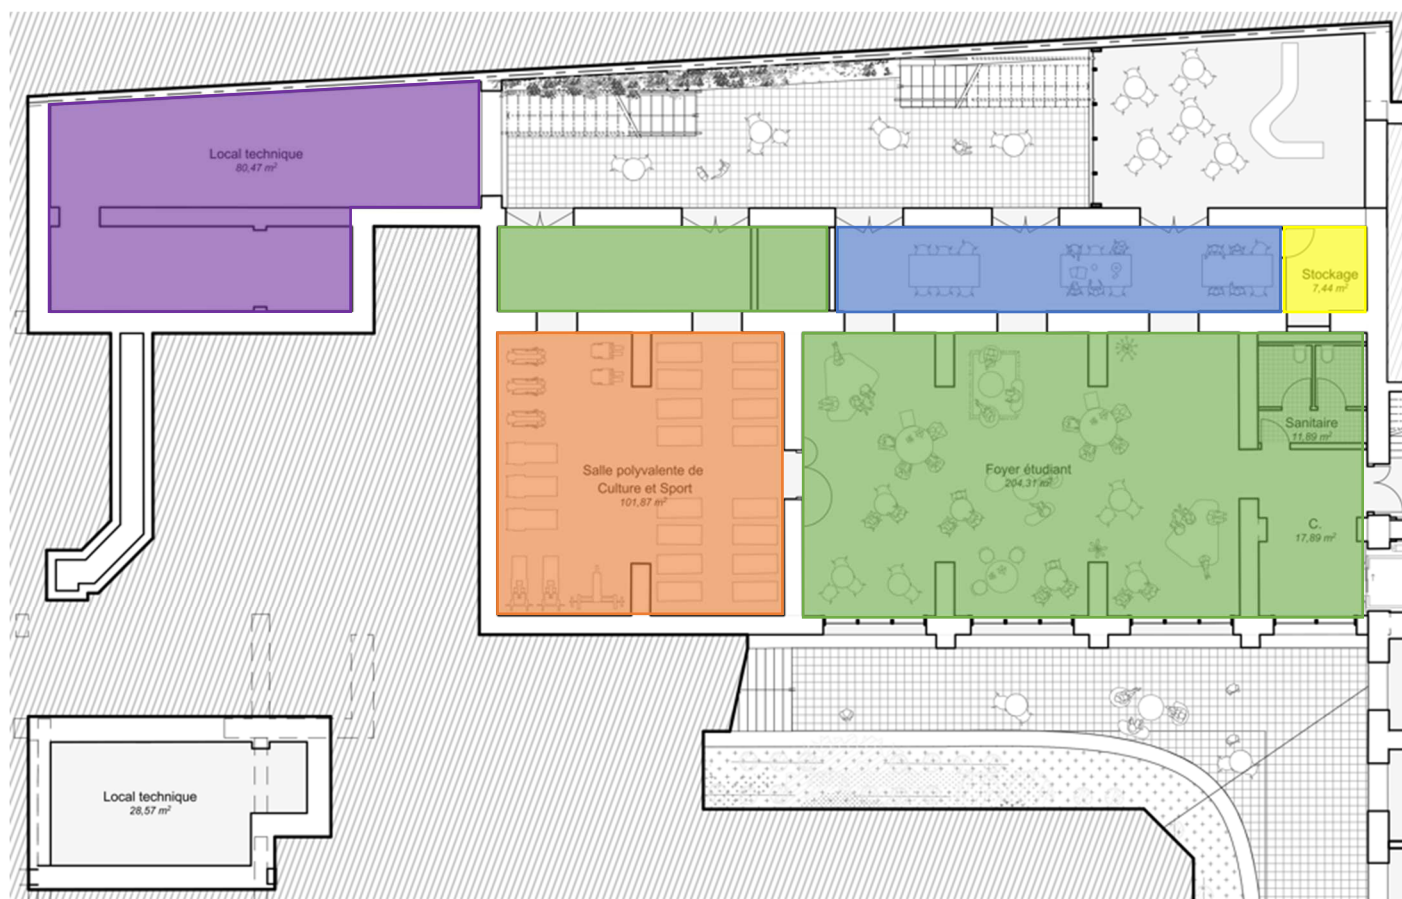 Local technique
80,47 m²
Stockage
7,44 m²
Sanitaire
11,89 m²
Salle polyvalente de
Culture et Sport
101,87 m²
Foyer étudiant
204,31 m²
C.
17,89 m²
Local technique
28,57 m²